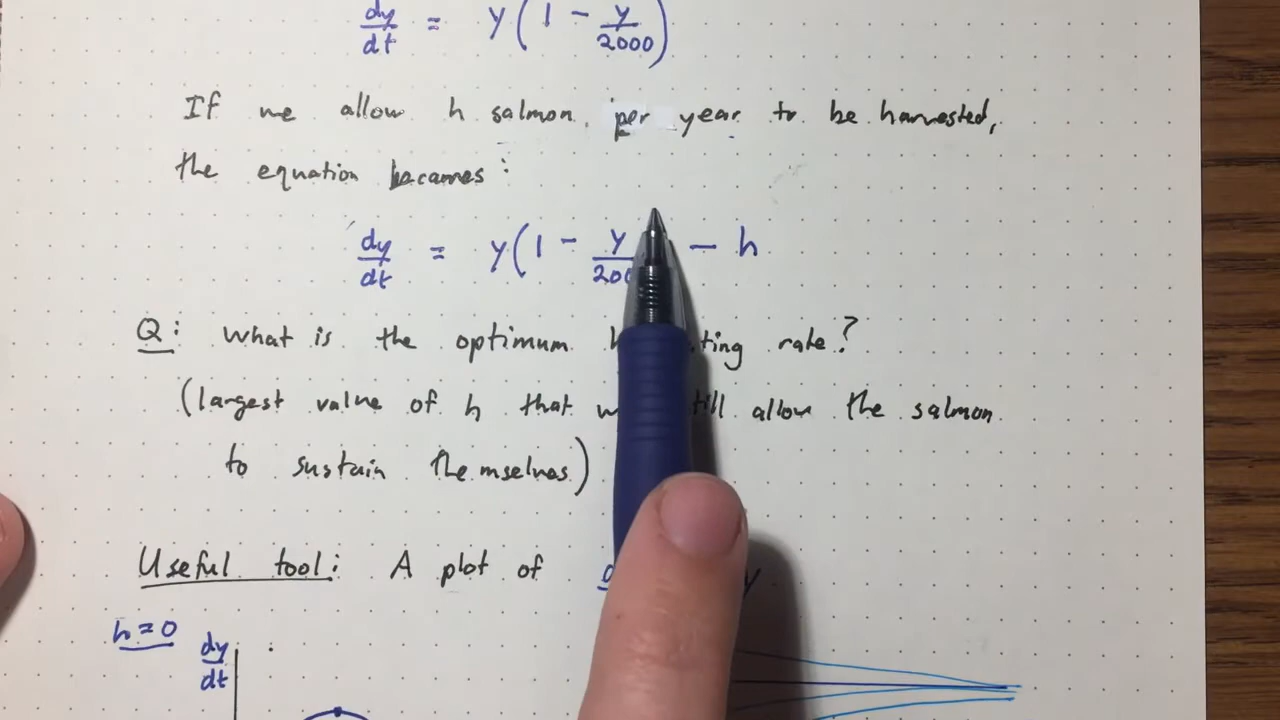 dy/dt = y(1 - y/2000)
If we allow h salmon per year to be harvested,
the equation becomes:
dy/dt = y(1 - y/200 - h
Q: What is the optimum ting rate?
(largest value of h that till allow the salmon
to sustain themselves)
Useful tool: A plot of y
h=0
dy/dt